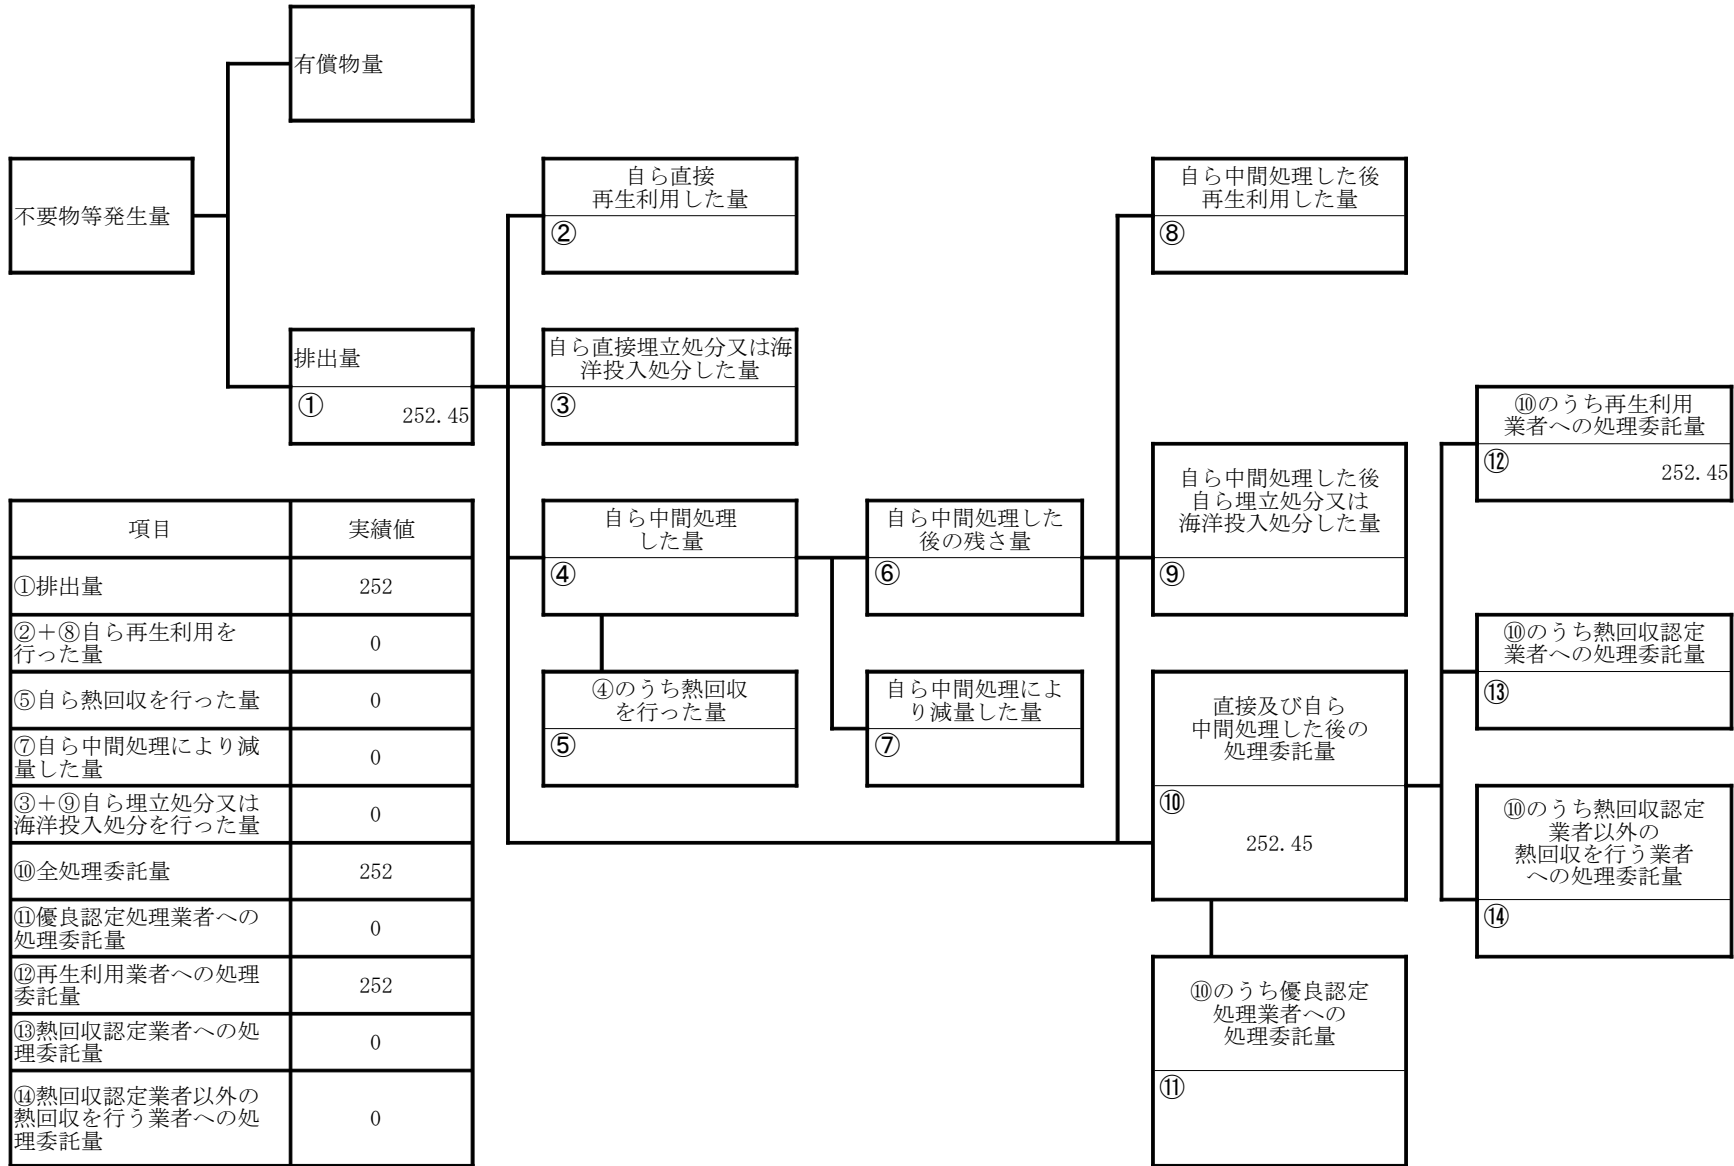 有償物量
不要物等発生量
自ら直接
再生利用した量
②
自ら中間処理した後
再生利用した量
⑧
排出量
①
252.45
自ら直接埋立処分又は海
洋投入処分した量
③
⑩のうち再生利用
業者への処理委託量
⑫
252.45
自ら中間処理
した量
④
自ら中間処理した
後の残さ量
⑥
自ら中間処理した後
自ら埋立処分又は
海洋投入処分した量
⑨
⑩のうち熱回収認定
業者への処理委託量
⑬
④のうち熱回収
を行った量
⑤
自ら中間処理によ
り減量した量
⑦
直接及び自ら
中間処理した後の
処理委託量
⑩
252.45
⑩のうち熱回収認定
業者以外の
熱回収を行う業者
への処理委託量
⑭
⑩のうち優良認定
処理業者への
処理委託量
⑪
項目 実績値
①排出量 252
②＋⑧自ら再生利用を
行った量 0
⑤自ら熱回収を行った量 0
⑦自ら中間処理により減
量した量 0
③＋⑨自ら埋立処分又は
海洋投入処分を行った量 0
⑩全処理委託量 252
⑪優良認定処理業者への
処理委託量 0
⑫再生利用業者への処理
委託量 252
⑬熱回収認定業者への処
理委託量 0
⑭熱回収認定業者以外の
熱回収を行う業者への処
理委託量 0